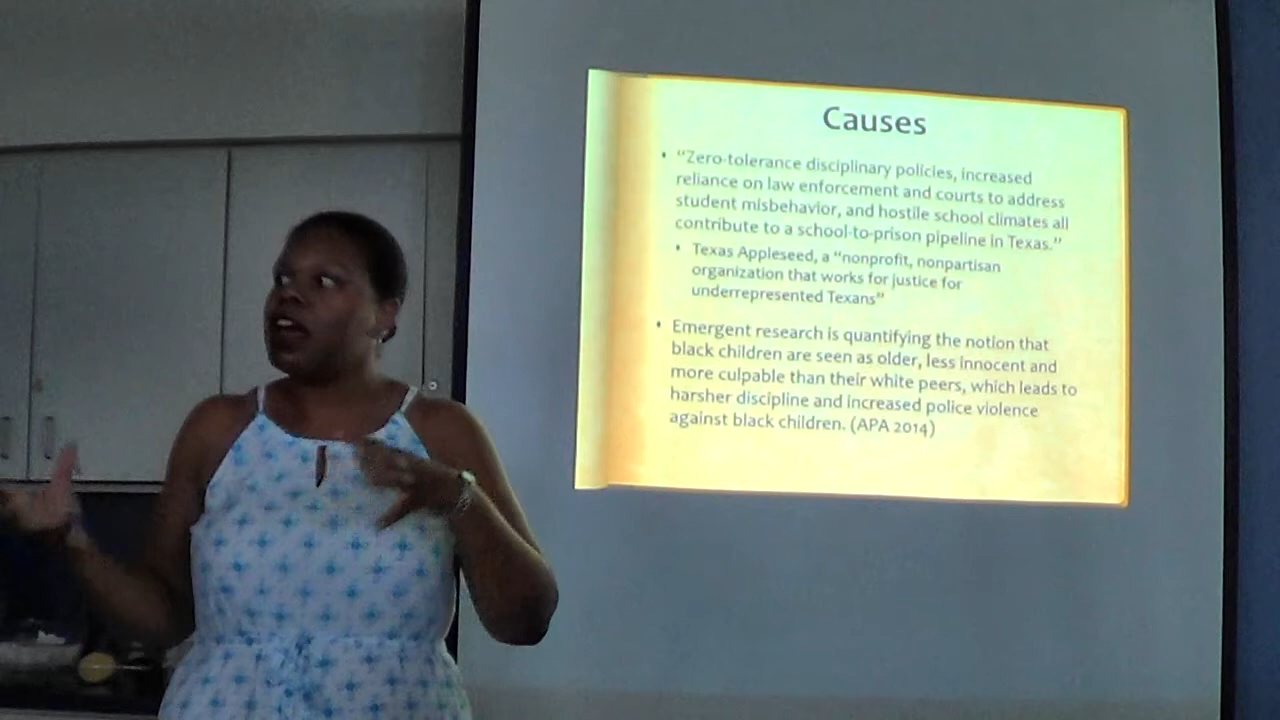 Causes
• “Zero-tolerance disciplinary policies, increased
reliance on law enforcement and courts to address
student misbehavior, and hostile school climates all
contribute to a school-to-prison pipeline in Texas.”
• Texas Appleseed, a “nonprofit, nonpartisan
organization that works for justice for
underrepresented Texans”
• Emergent research is quantifying the notion that
black children are seen as older, less innocent and
more culpable than their white peers, which leads to
harsher discipline and increased police violence
against black children. (APA 2014)